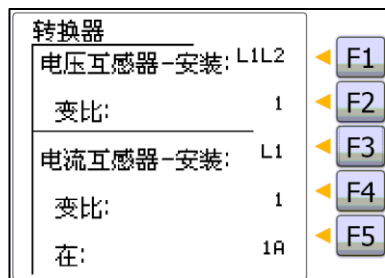 转换器
电压互感器-安装: L1L2 F1
变比: 1 F2
电流互感器-安装: L1 F3
变比: 1 F4
在: 1A F5